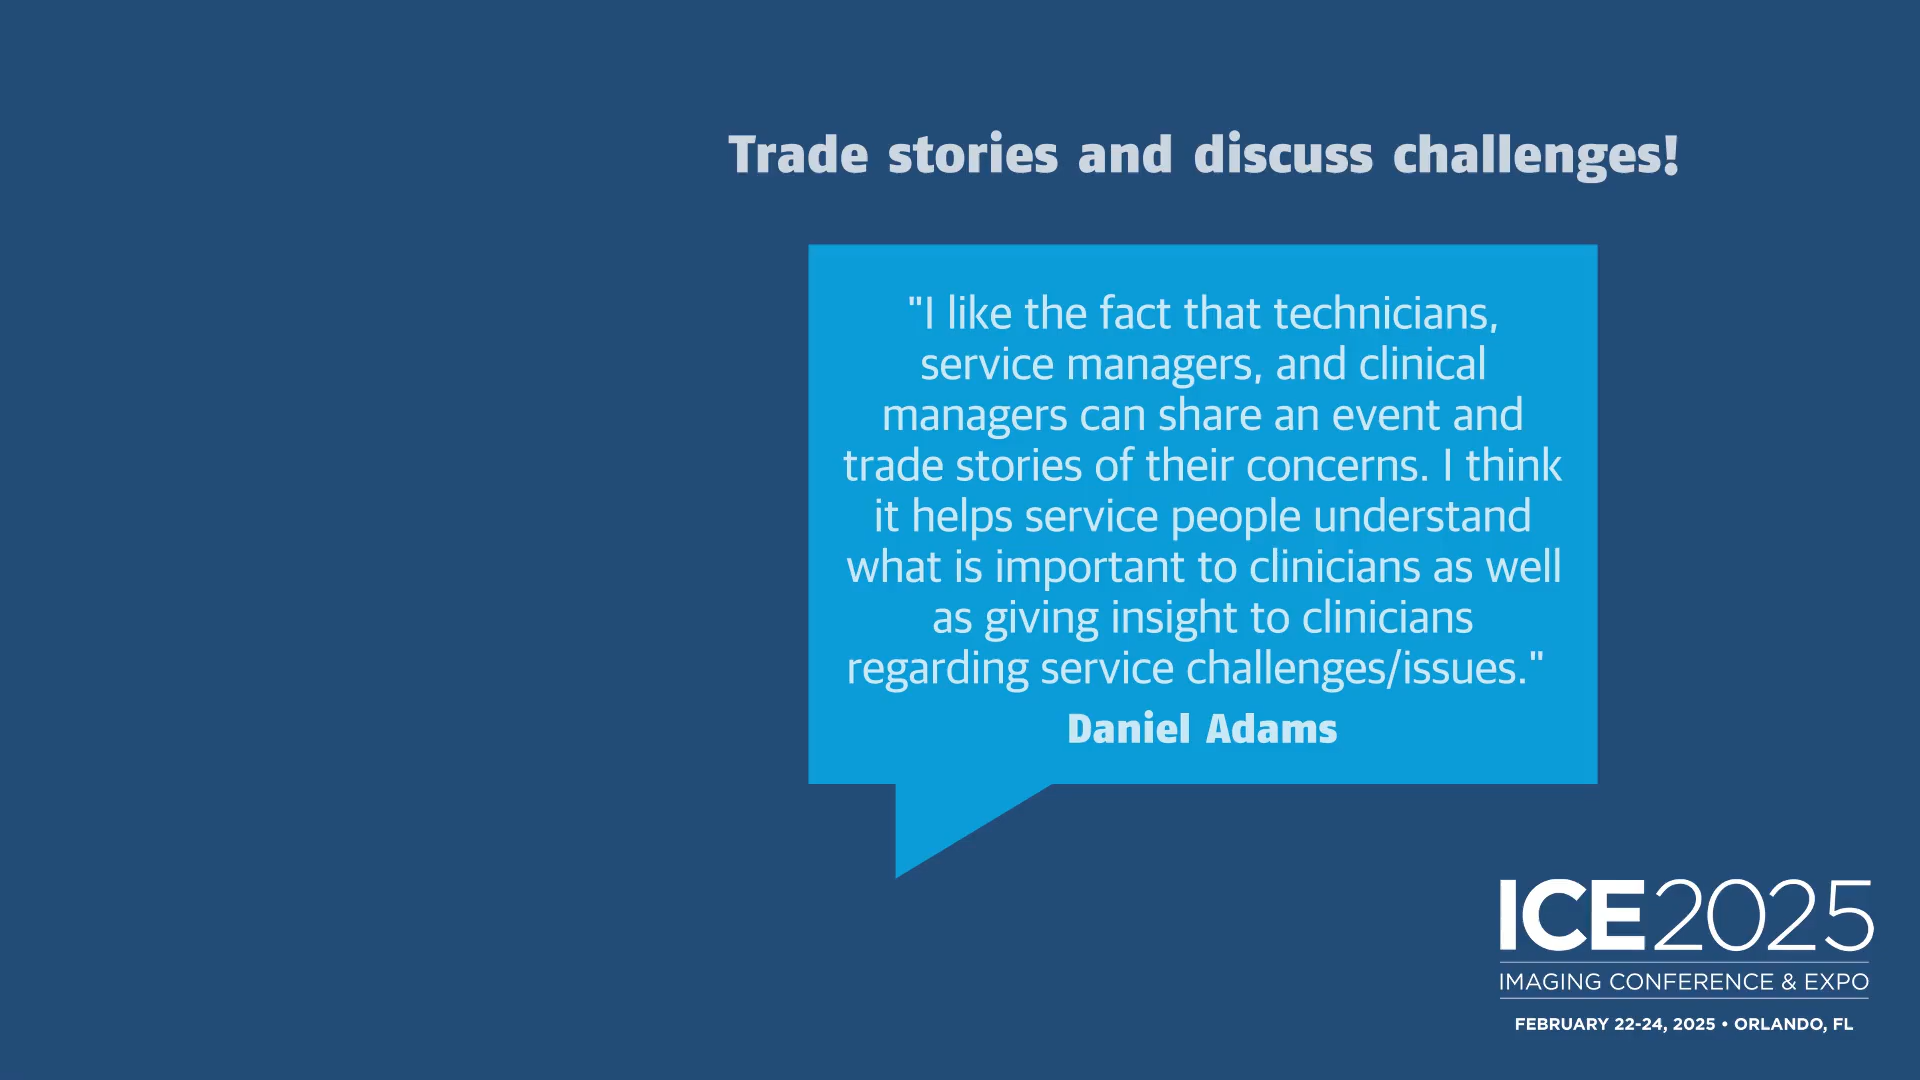 Trade stories and discuss challenges!
"I like the fact that technicians,
service managers, and clinical
managers can share an event and
trade stories of their concerns. I think
it helps service people understand
what is important to clinicians as well
as giving insight to clinicians
regarding service challenges/issues."
Daniel Adams
ICE2025
IMAGING CONFERENCE & EXPO
FEBRUARY 22-24, 2025 • ORLANDO, FL